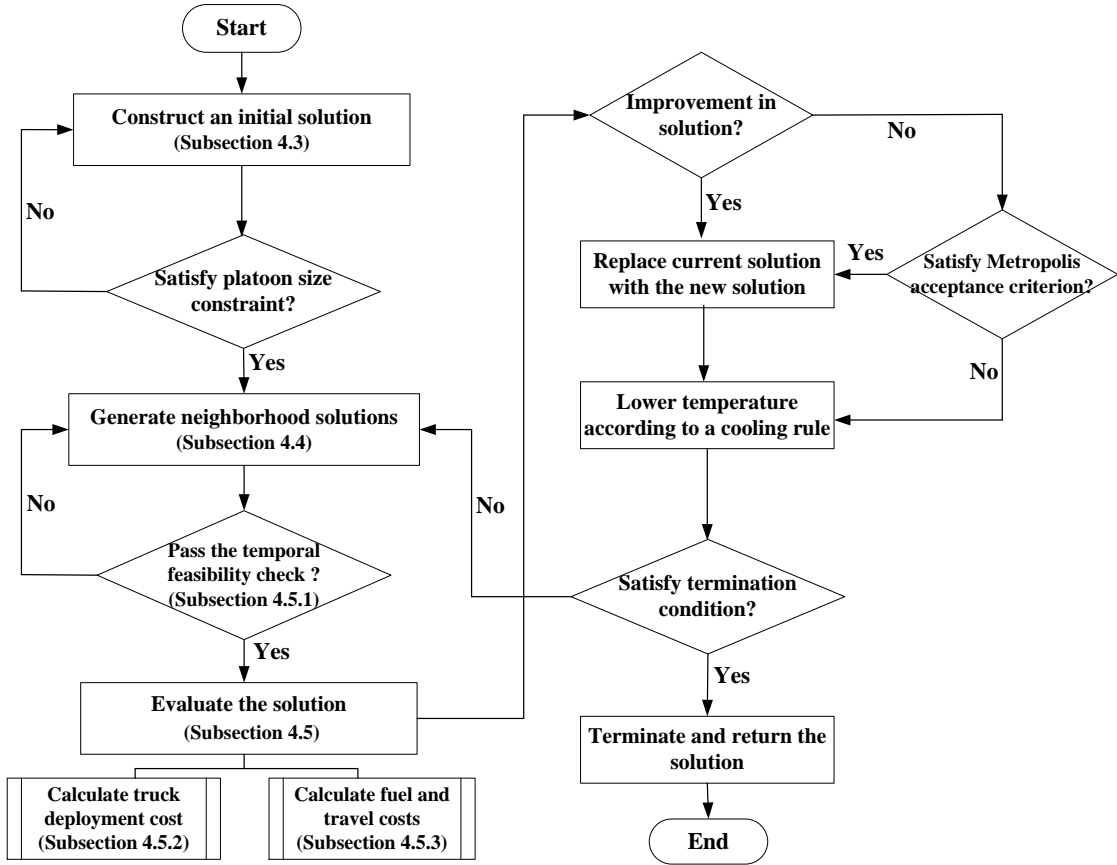 Start
Construct an initial solution
(Subsection 4.3)
No
Satisfy platoon size
constraint?
Yes
Generate neighborhood solutions
(Subsection 4.4)
No
Pass the temporal
feasibility check ?
(Subsection 4.5.1)
Yes
Evaluate the solution
(Subsection 4.5)
Calculate truck
deployment cost
(Subsection 4.5.2)
Calculate fuel and
travel costs
(Subsection 4.5.3)
Improvement in
solution?
No
Yes
Replace current solution
with the new solution
Yes
Satisfy Metropolis
acceptance criterion?
No
Lower temperature
according to a cooling rule
No
Satisfy termination
condition?
Yes
Terminate and return the
solution
End